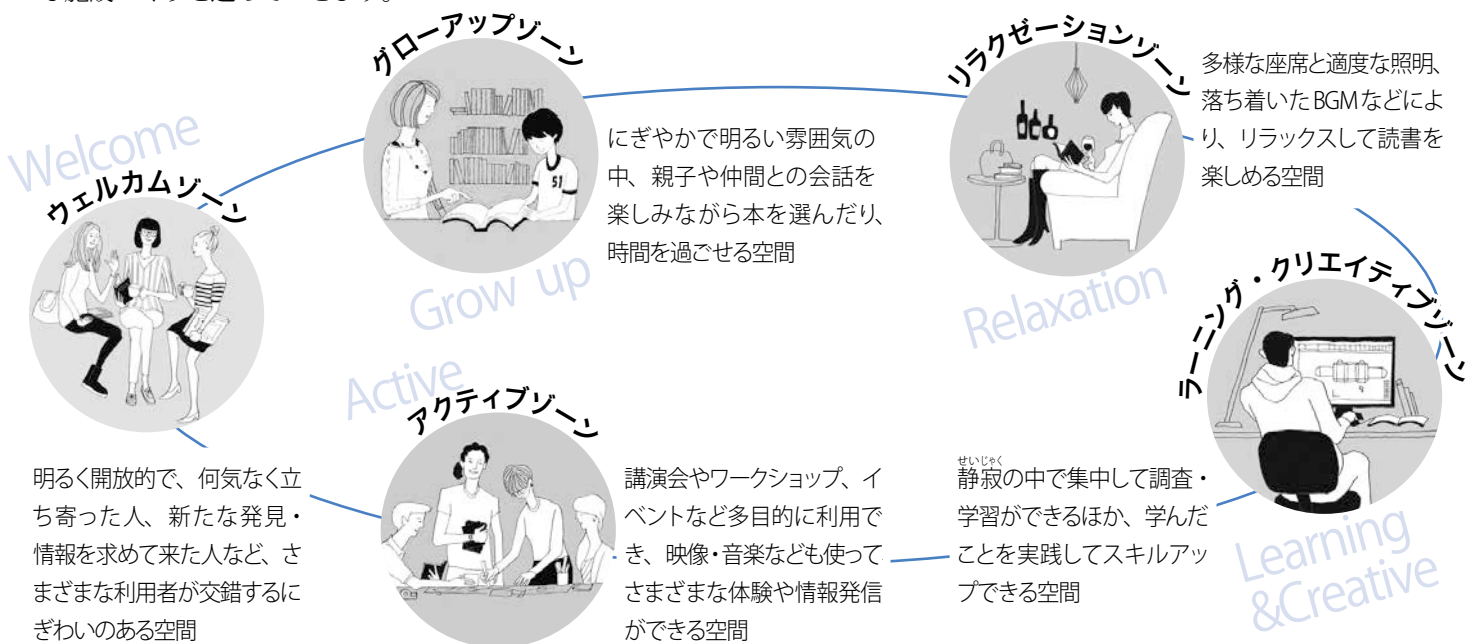 グローアップゾーン
にぎやかで明るい雰囲気の
中、親子や仲間との会話を
楽しみながら本を選んだり、
時間を過ごせる空間
Grow up
リラクゼーションゾーン
多様な座席と適度な照明、
落ち着いたBGMなどによ
り、リラックスして読書を
楽しめる空間
Relaxation
Welcome
ウェルカムゾーン
明るく開放的で、何気なく立
ち寄った人、新たな発見・
情報を求めて来た人など、さ
まざまな利用者が交錯するに
ぎわいのある空間
Active
アクティブゾーン
講演会やワークショップ、イ
ベントなど多目的に利用で
き、映像・音楽なども使って
さまざまな体験や情報発信
ができる空間
ラーニング・クリエイティブゾーン
せいじゃく
静寂の中で集中して調査・
学習ができるほか、学んだ
ことを実践してスキルアッ
プできる空間
Learning
&Creative